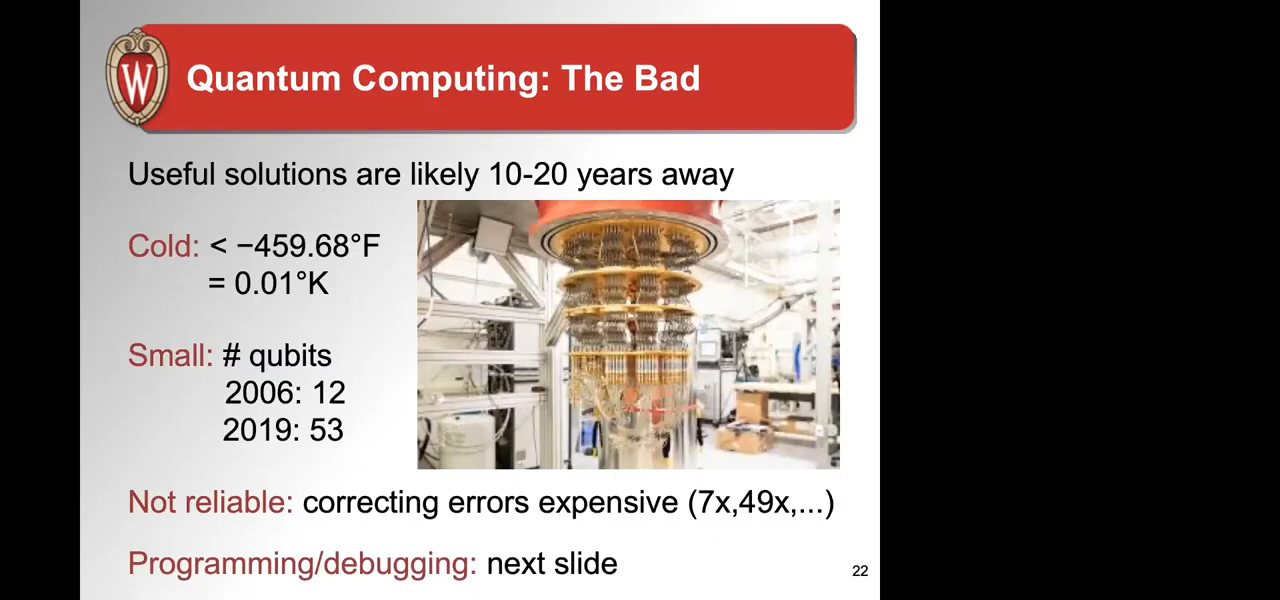 W
Quantum Computing: The Bad
Useful solutions are likely 10-20 years away
Cold: < −459.68°F
= 0.01°K
Small: # qubits
2006: 12
2019: 53
Not reliable: correcting errors expensive (7x,49x,...)
Programming/debugging: next slide
22